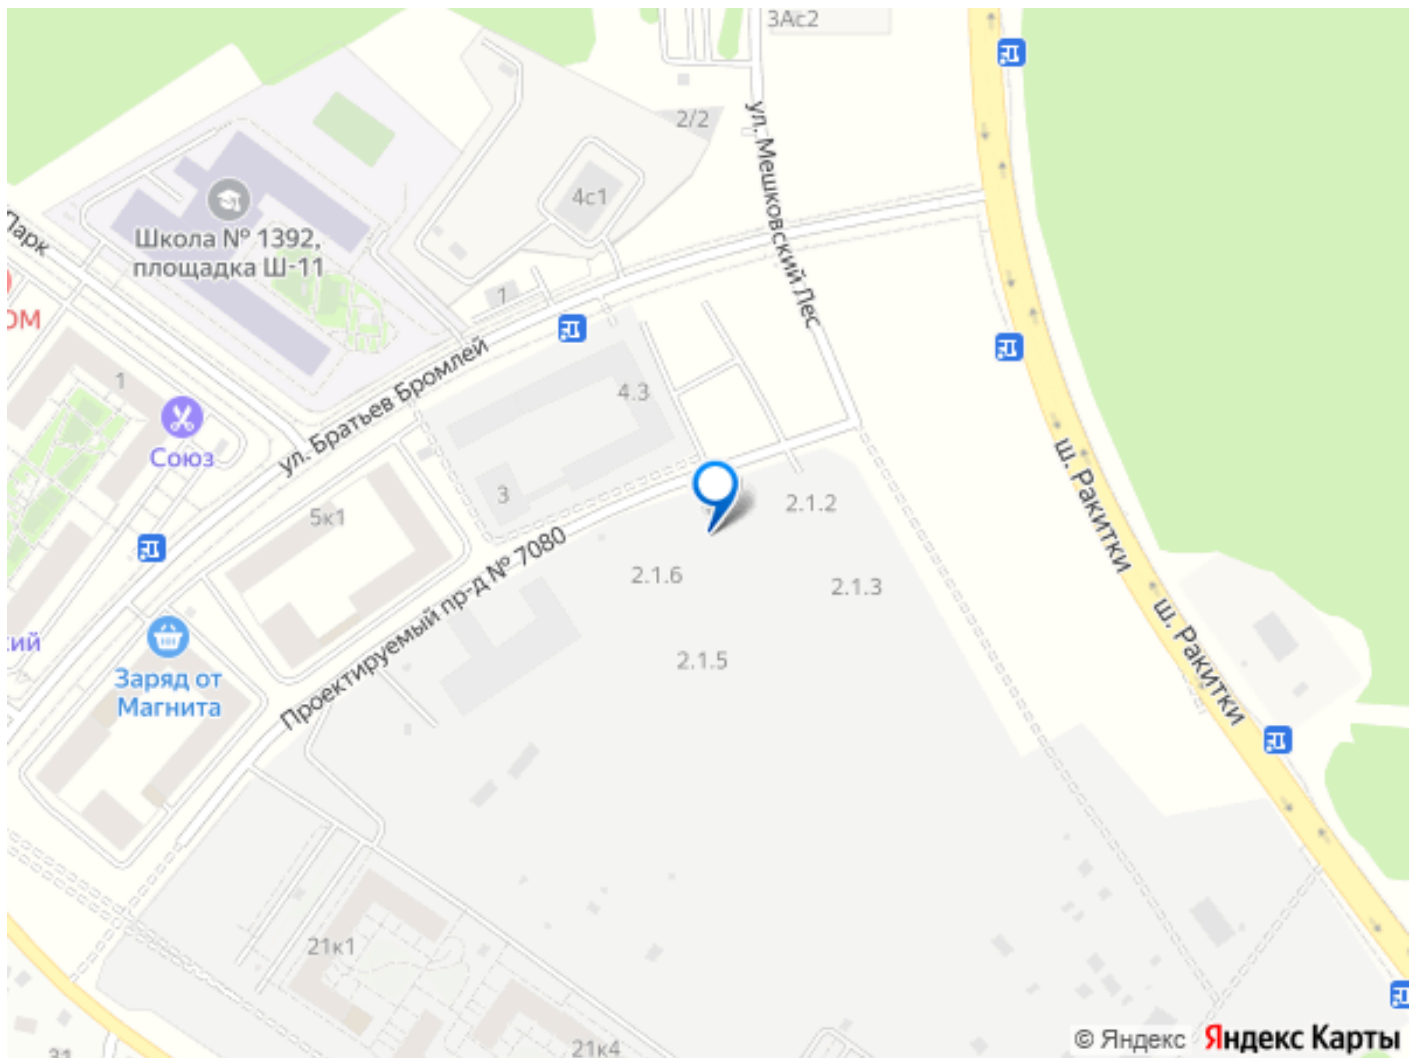 3Ас2
2/2
ул. Мешковский Лес
4с1
Парк
Школа № 1392,
площадка Ш-11
1
ОМ
ул. Братьев Бромлей
4.3
1
Союз
3
5к1
2.1.2
ш. Ракитки
2.1.6
2.1.3
Проектируемый пр-д № 7080
ш. Ракитки
кий
2.1.5
Заряд от
Магнита
21к1
31
21к4
© Яндекс Яндекс Карты